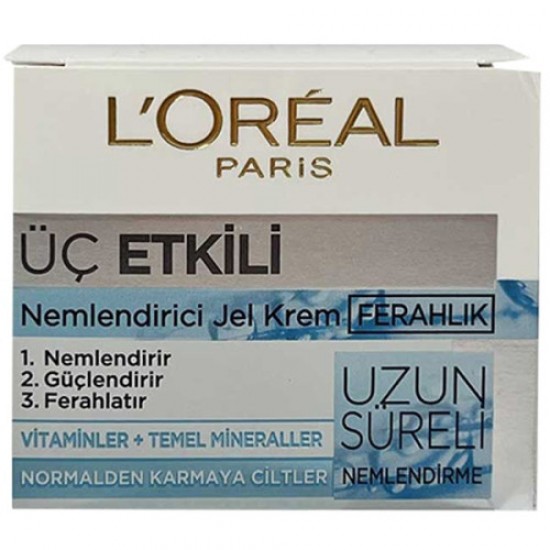 L'ORÉAL
PARIS
ÜÇ ETKİLİ
Nemlendirici Jel Krem FERAHLIK
1. Nemlendirir
2. Güçlendirir
3. Ferahlatır
VİTAMİNLER + TEMEL MİNERALLER
NORMALDEN KARMAYA CİLTLER
UZUN
SÜRELİ
NEMLENDİRME